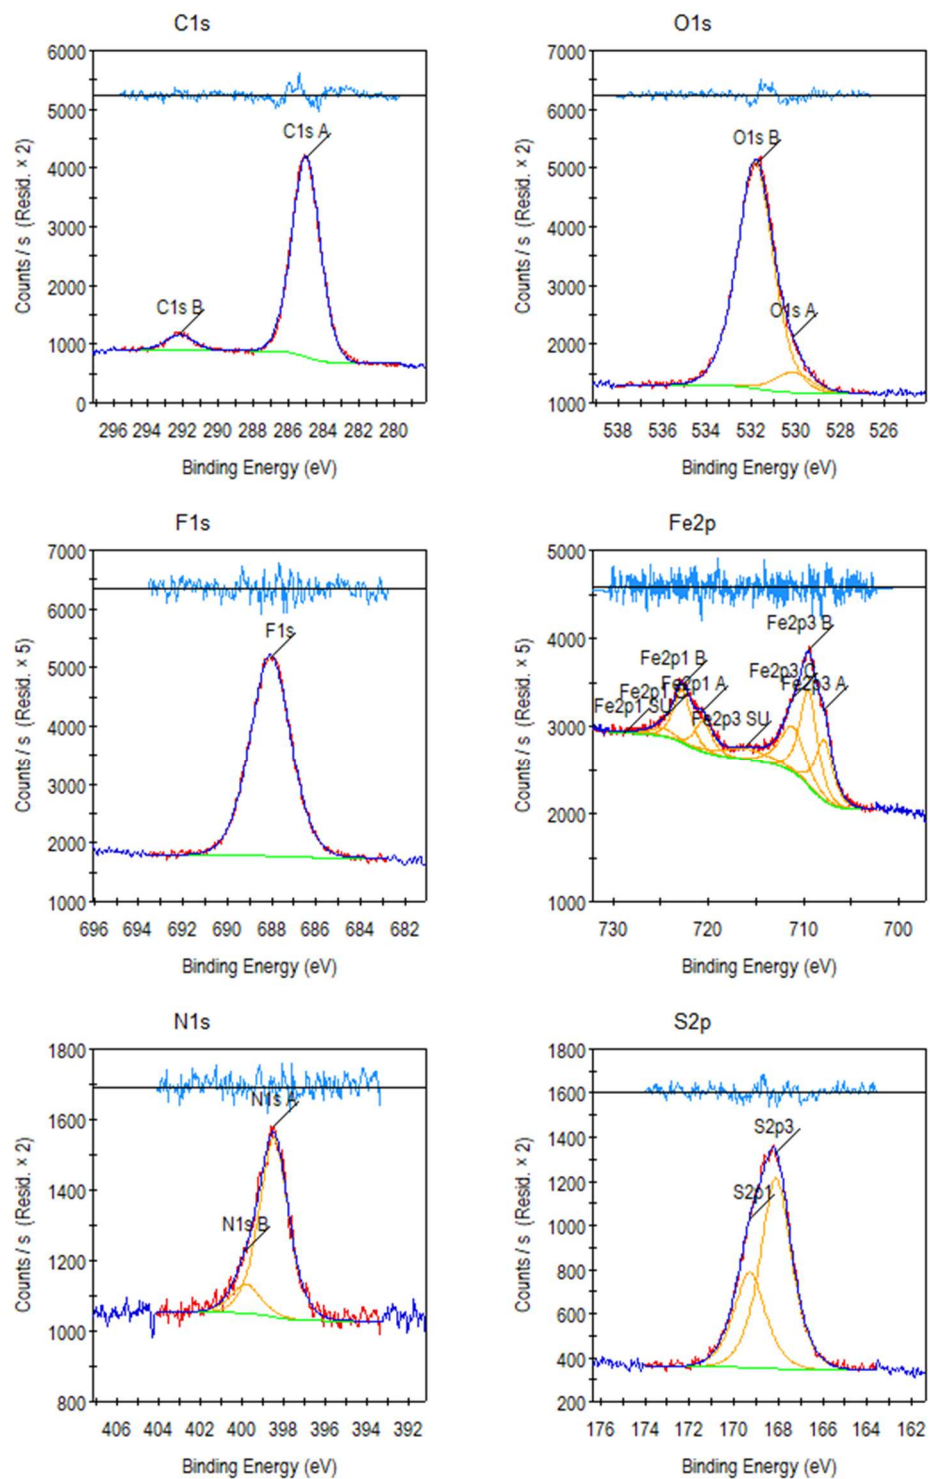 C1s
6000
5000
4000
3000
2000
1000
0
Counts / s (Resid. × 2)
C1s A
C1s B
296 294 292 290 288 286 284 282 280
Binding Energy (eV)
O1s
7000
6000
5000
4000
3000
2000
1000
Counts / s (Resid. × 2)
O1s B
O1s A
538 536 534 532 530 528 526
Binding Energy (eV)
F1s
7000
6000
5000
4000
3000
2000
1000
Counts / s (Resid. × 5)
F1s
696 694 692 690 688 686 684 682
Binding Energy (eV)
Fe2p
5000
4000
3000
2000
1000
Counts / s (Resid. × 5)
Fe2p3 B
Fe2p3 C
Fe2p3 A
Fe2p1 B
Fe2p1 A
Fe2p1
Fe2p1 SU
Fe2p3 SU
730 720 710 700
Binding Energy (eV)
N1s
1800
1600
1400
1200
1000
800
Counts / s (Resid. × 2)
N1s A
N1s B
406 404 402 400 398 396 394 392
Binding Energy (eV)
S2p
1800
1600
1400
1200
1000
800
600
400
200
Counts / s (Resid. × 2)
S2p3
S2p1
176 174 172 170 168 166 164 162
Binding Energy (eV)